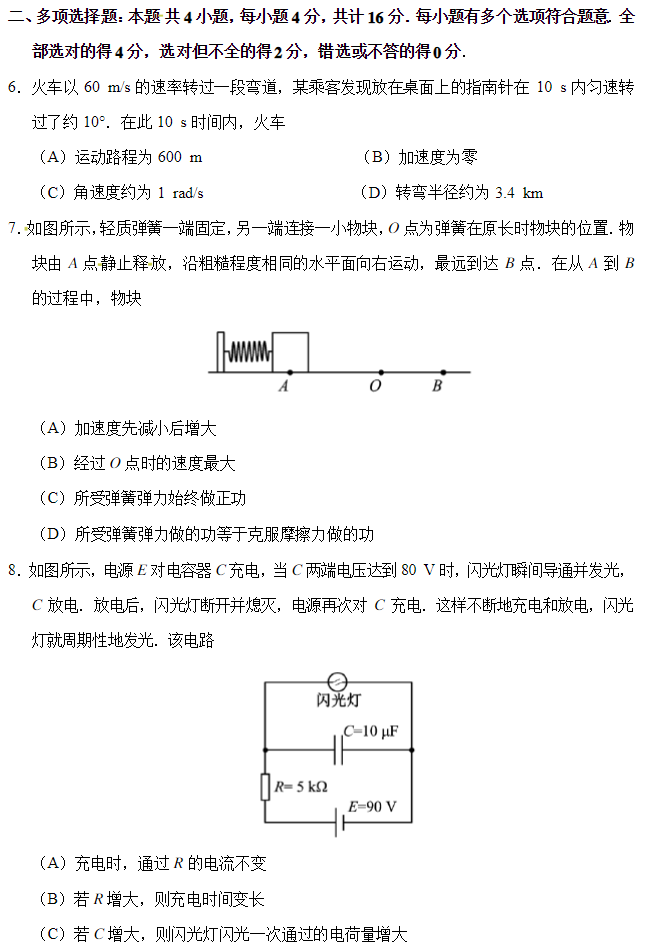 二、多项选择题：本题共4小题，每小题4分，共计16分．每小题有多个选项符合题意．全
部选对的得4分，选对但不全的得2分，错选或不答的得0分．
6．火车以 60 m/s 的速率转过一段弯道，某乘客发现放在桌面上的指南针在 10 s 内匀速转
过了约 10°．在此 10 s 时间内，火车
（A）运动路程为 600 m （B）加速度为零
（C）角速度约为 1 rad/s （D）转弯半径约为 3.4 km
7．如图所示，轻质弹簧一端固定，另一端连接一小物块，O 点为弹簧在原长时物块的位置．物
块由 A 点静止释放，沿粗糙程度相同的水平面向右运动，最远到达 B 点．在从 A 到 B
的过程中，物块
A O B
（A）加速度先减小后增大
（B）经过 O 点时的速度最大
（C）所受弹簧弹力始终做正功
（D）所受弹簧弹力做的功等于克服摩擦力做的功
8．如图所示，电源 E 对电容器 C 充电，当 C 两端电压达到 80 V 时，闪光灯瞬间导通并发光，
C 放电．放电后，闪光灯断开并熄灭，电源再次对 C 充电．这样不断地充电和放电，闪光
灯就周期性地发光．该电路
闪光灯
C=10 μF
R= 5 kΩ
E=90 V
（A）充电时，通过 R 的电流不变
（B）若 R 增大，则充电时间变长
（C）若 C 增大，则闪光灯闪光一次通过的电荷量增大